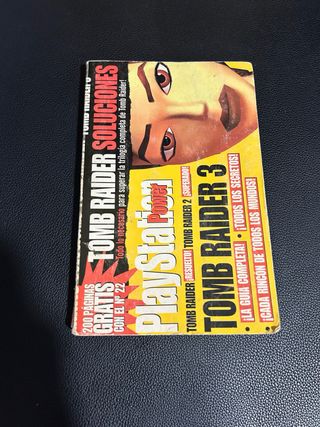 TOMB RAIDER SOLUCIONES
Todo lo necesario para superar la trilogía completa de Tomb Raider!
200 PÁGINAS
GRATIS
CON EL Nº 22
PlayStation
Power
TOMB RAIDER ¡RESUELTO! TOMB RAIDER 2 ¡SUPERADO!
TOMB RAIDER 3
¡LA GUIA COMPLETA! • ¡TODOS LOS SECRETOS!
• ¡CADA RINCÓN DE TODOS LOS MUNDOS!